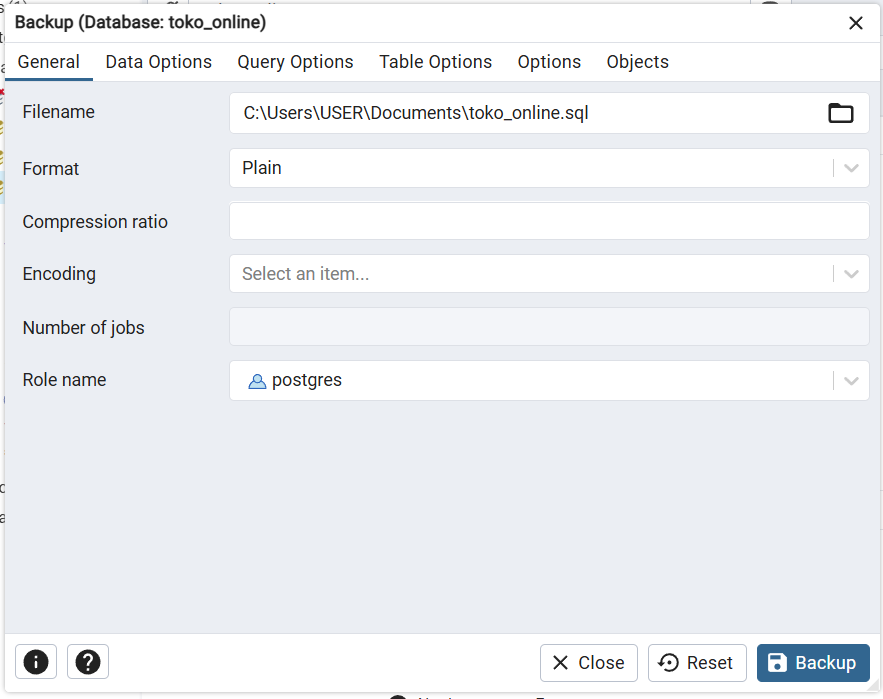 Backup (Database: toko_online)
General Data Options Query Options Table Options Options Objects
Filename C:\Users\USER\Documents\toko_online.sql
Format Plain
Compression ratio
Encoding Select an item...
Number of jobs
Role name postgres
Close Reset Backup